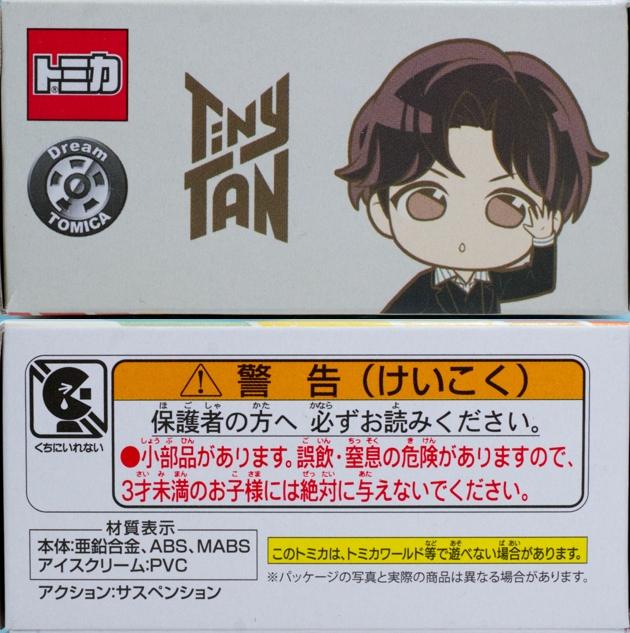 トミカ®
Dream
TOMICA
TiNY
TAN
くちにいれない
⚠警 告（けいこく）
保護者の方へ 必ずお読みください。
●小部品があります。誤飲・窒息の危険がありますので、
3才未満のお子様には絶対に与えないでください。
材質表示
本体:亜鉛合金、ABS、MABS
アイスクリーム:PVC
アクション:サスペンション
このトミカは、トミカワールド等で遊べない場合があります。
※パッケージの写真と実際の商品は異なる場合があります。